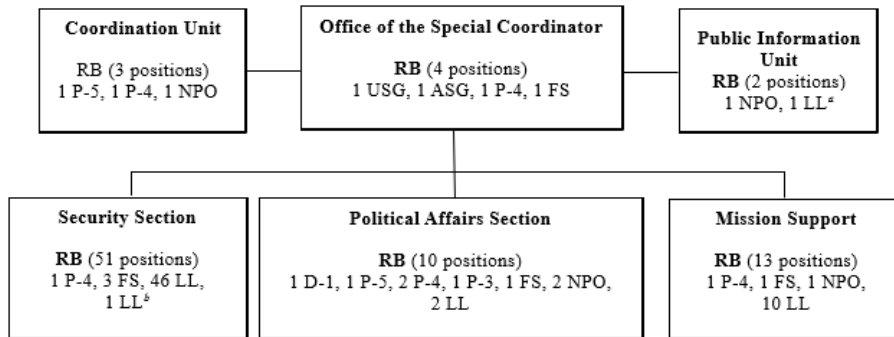 Coordination Unit
RB (3 positions)
1 P-5, 1 P-4, 1 NPO
Office of the Special Coordinator
RB (4 positions)
1 USG, 1 ASG, 1 P-4, 1 FS
Public Information
Unit
RB (2 positions)
1 NPO, 1 LLᵃ
Security Section
RB (51 positions)
1 P-4, 3 FS, 46 LL,
1 LLᵇ
Political Affairs Section
RB (10 positions)
1 D-1, 1 P-5, 2 P-4, 1 P-3, 1 FS, 2 NPO,
2 LL
Mission Support
RB (13 positions)
1 P-4, 1 FS, 1 NPO,
10 LL